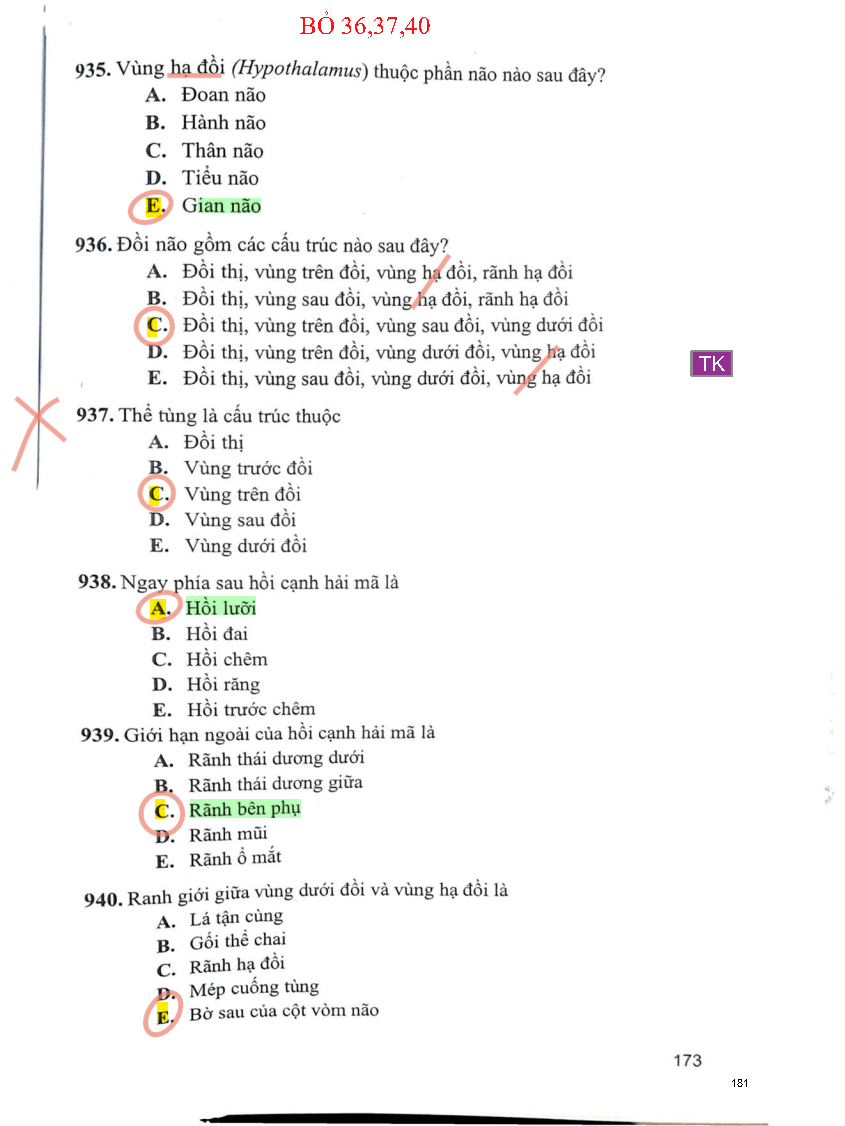 BỎ 36,37,40
935. Vùng hạ đồi (Hypothalamus) thuộc phần não nào sau đây?
A. Đoan não
B. Hành não
C. Thân não
D. Tiểu não
E. Gian não
936. Đồi não gồm các cấu trúc nào sau đây?
A. Đồi thị, vùng trên đồi, vùng hạ đồi, rãnh hạ đồi
B. Đồi thị, vùng sau đồi, vùng hạ đồi, rãnh hạ đồi
C. Đồi thị, vùng trên đồi, vùng sau đồi, vùng dưới đồi
D. Đồi thị, vùng trên đồi, vùng dưới đồi, vùng hạ đồi
TK
E. Đồi thị, vùng sau đồi, vùng dưới đồi, vùng hạ đồi
937. Thể tùng là cấu trúc thuộc
A. Đồi thị
B. Vùng trước đồi
C. Vùng trên đồi
D. Vùng sau đồi
E. Vùng dưới đồi
938. Ngay phía sau hồi cạnh hải mã là
A. Hồi lưỡi
B. Hồi đai
C. Hồi chêm
D. Hồi răng
E. Hồi trước chêm
939. Giới hạn ngoài của hồi cạnh hải mã là
A. Rãnh thái dương dưới
B. Rãnh thái dương giữa
C. Rãnh bên phụ
D. Rãnh mũi
E. Rãnh ổ mắt
940. Ranh giới giữa vùng dưới đồi và vùng hạ đồi là
A. Lá tận cùng
B. Gối thể chai
C. Rãnh hạ đồi
D. Mép cuống tùng
E. Bờ sau của cột vòm não
173
181